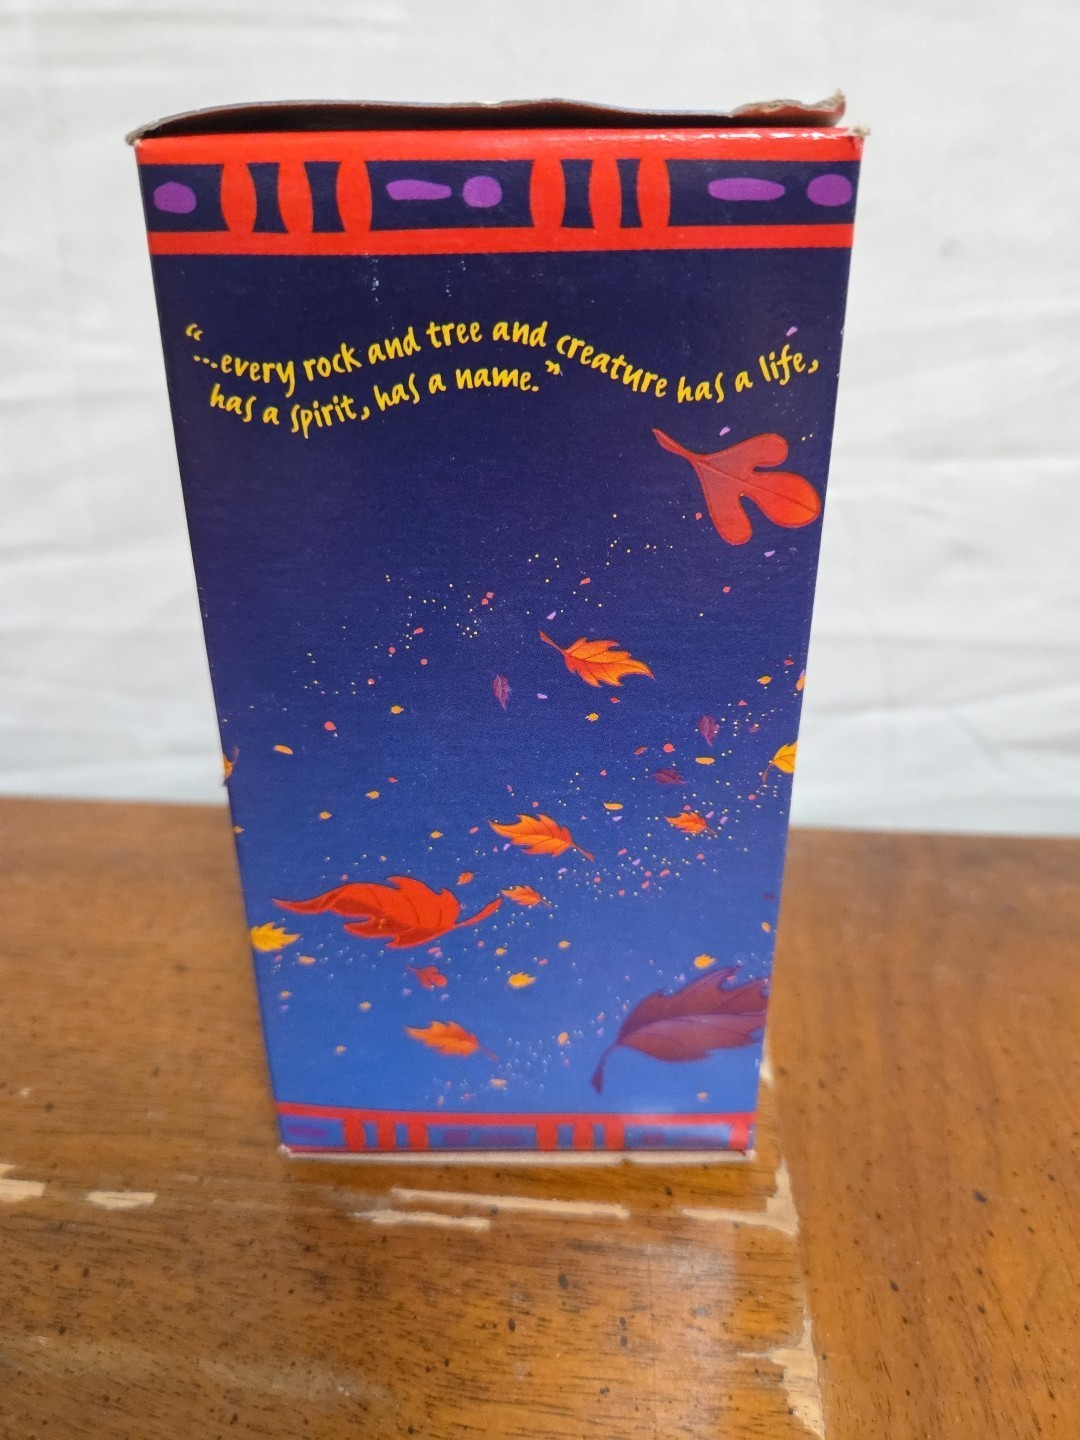 “...every rock and tree and creature has a life,
has a spirit, has a name.”